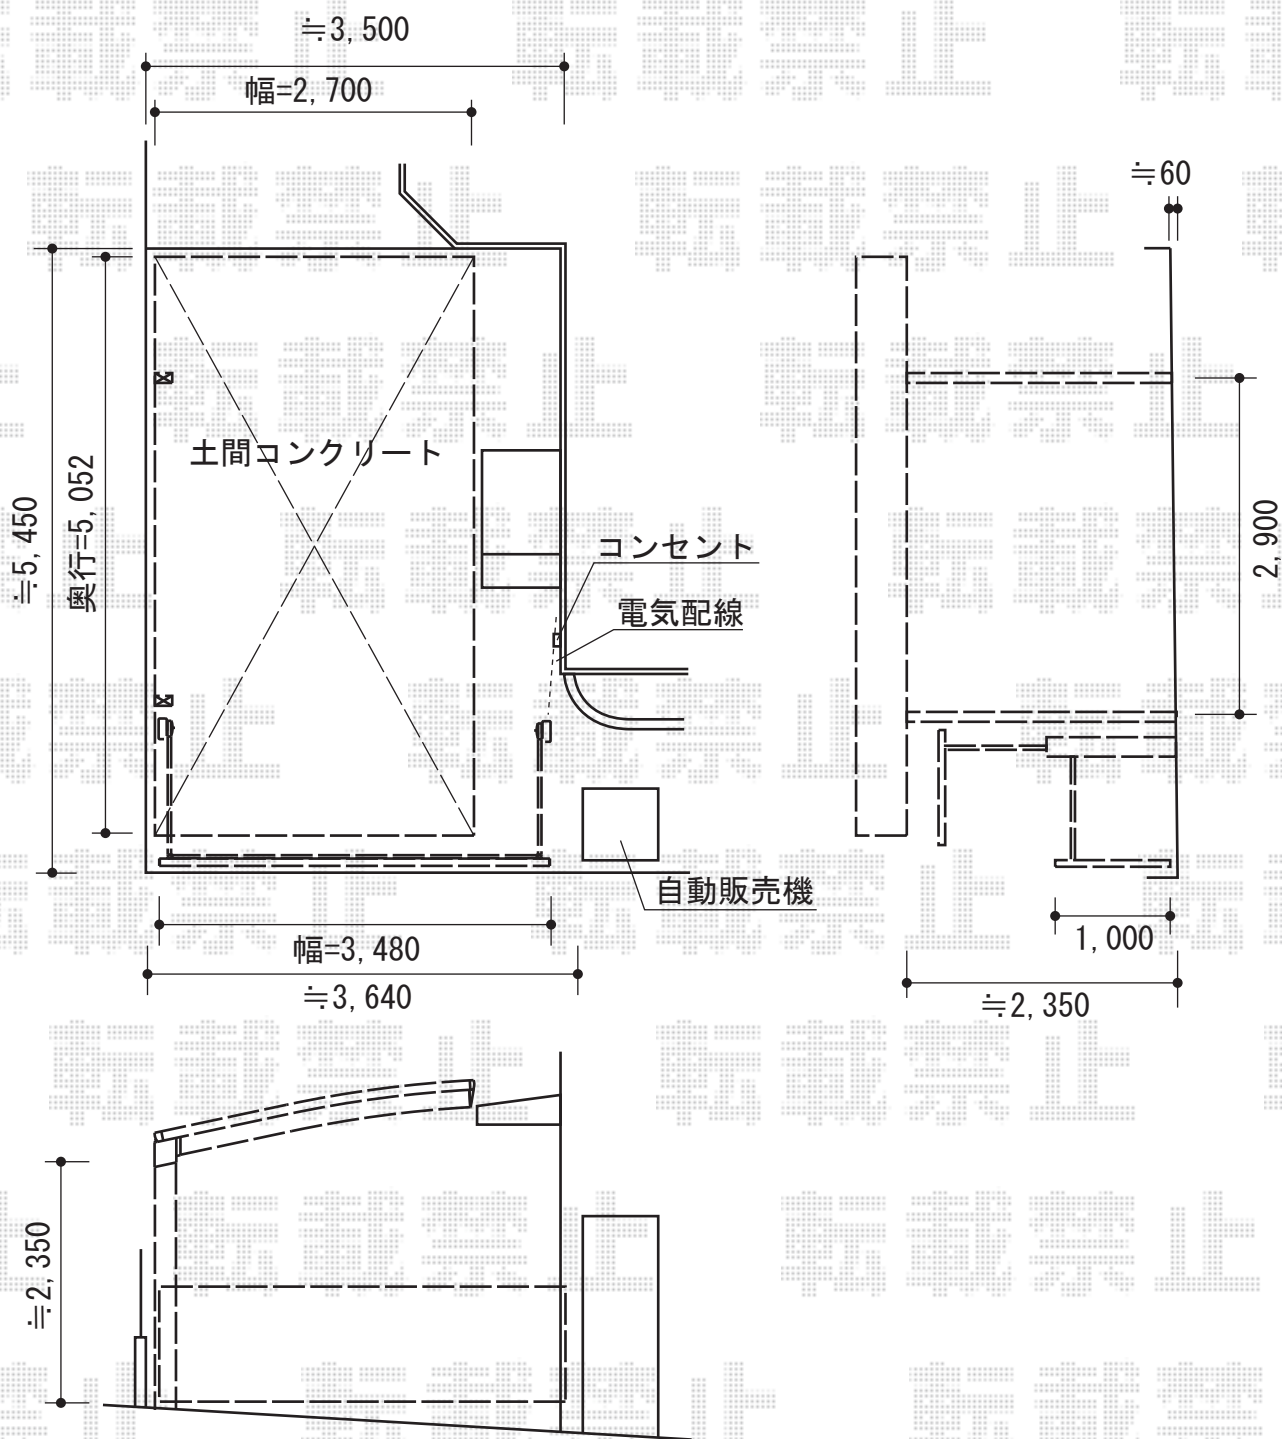 ≒3,500
幅=2,700
≒60
土間コンクリート
≒5,450
奥行=5,052
コンセント
2,900
電気配線
自動販売機
幅=3,480
1,000
≒3,640
≒2,350
≒2,350
転載禁止